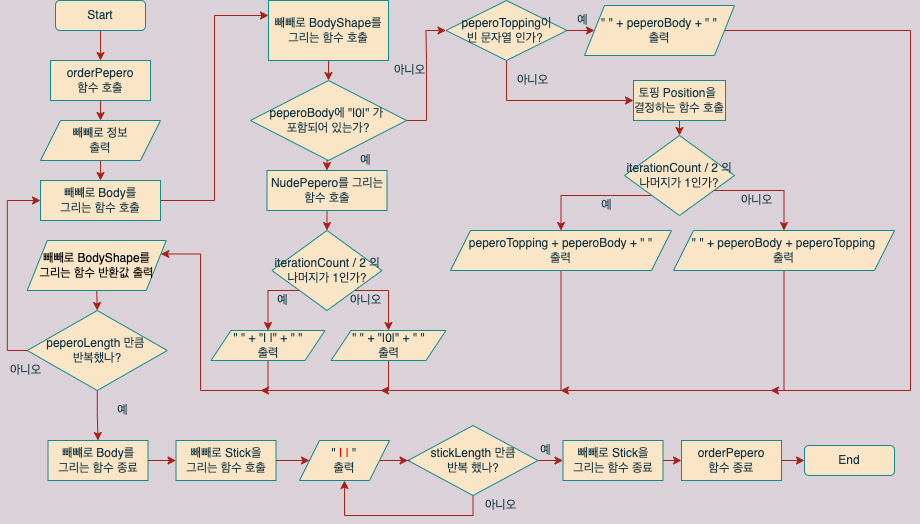 Start
orderPepero
함수 호출
빼빼로 정보
출력
빼빼로 Body를
그리는 함수 호출
빼빼로 BodyShape를
그리는 함수 호출
peperoBody에 "I0I" 가
포함되어 있는가?
아니오
예
NudePepero를 그리는
함수 호출
iterationCount / 2 의
나머지가 1인가?
예
아니오
" " + "I I" + " "
출력
" " + "I0I" + " "
출력
peperoTopping이
빈 문자열 인가?
예
" " + peperoBody + " "
출력
아니오
토핑 Position을
결정하는 함수 호출
iterationCount / 2 의
나머지가 1인가?
예
아니오
peperoTopping + peperoBody + " "
출력
" " + peperoBody + peperoTopping
출력
빼빼로 BodyShape를
그리는 함수 반환값 출력
peperoLength 만큼
반복했나?
아니오
예
빼빼로 Body를
그리는 함수 종료
빼빼로 Stick을
그리는 함수 호출
" I I "
출력
stickLength 만큼
반복 했나?
예
아니오
빼빼로 Stick을
그리는 함수 종료
orderPepero
함수 종료
End